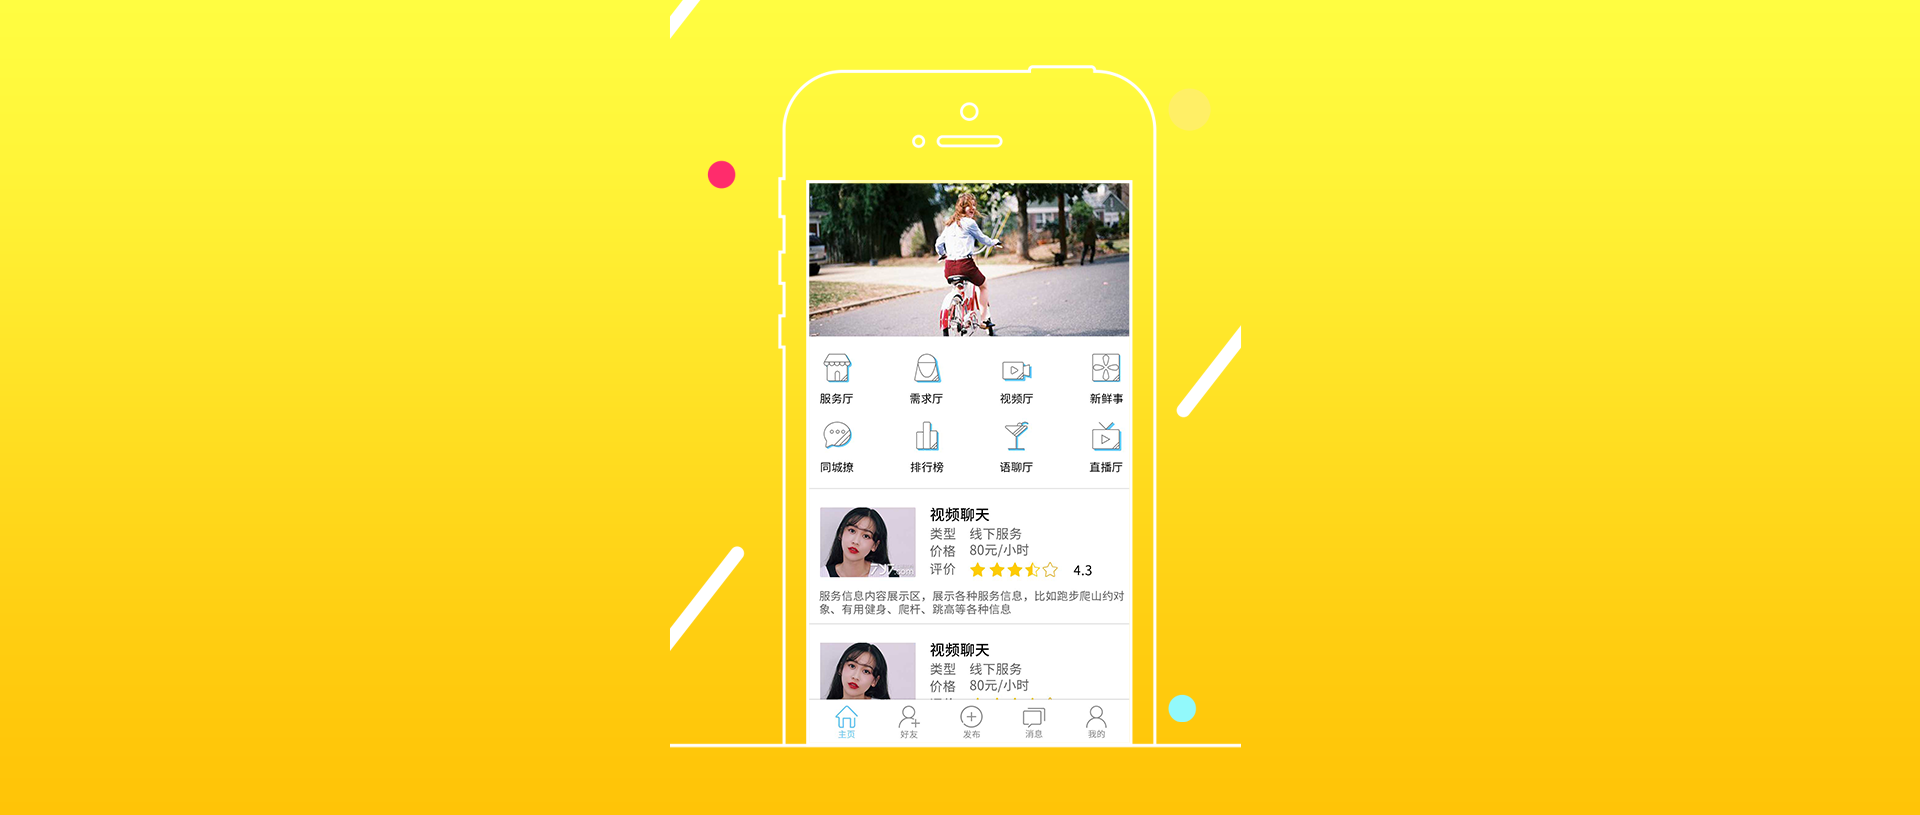 服务厅 需求厅 视频厅 新鲜事
同城撩 排行榜 语聊厅 直播厅
视频聊天
类型 线下服务
价格 80元/小时
评价 4.3
服务信息内容展示区，展示各种服务信息，比如跑步爬山约对
象、有用健身、爬杆、跳高等各种信息
视频聊天
类型 线下服务
价格 80元/小时
主页 好友 发布 消息 我的